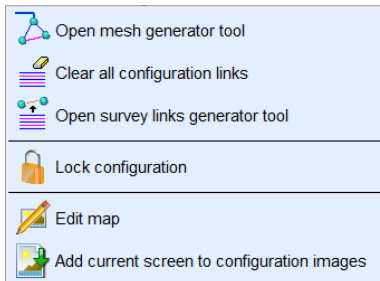 Open mesh generator tool
Clear all configuration links
Open survey links generator tool
Lock configuration
Edit map
Add current screen to configuration images